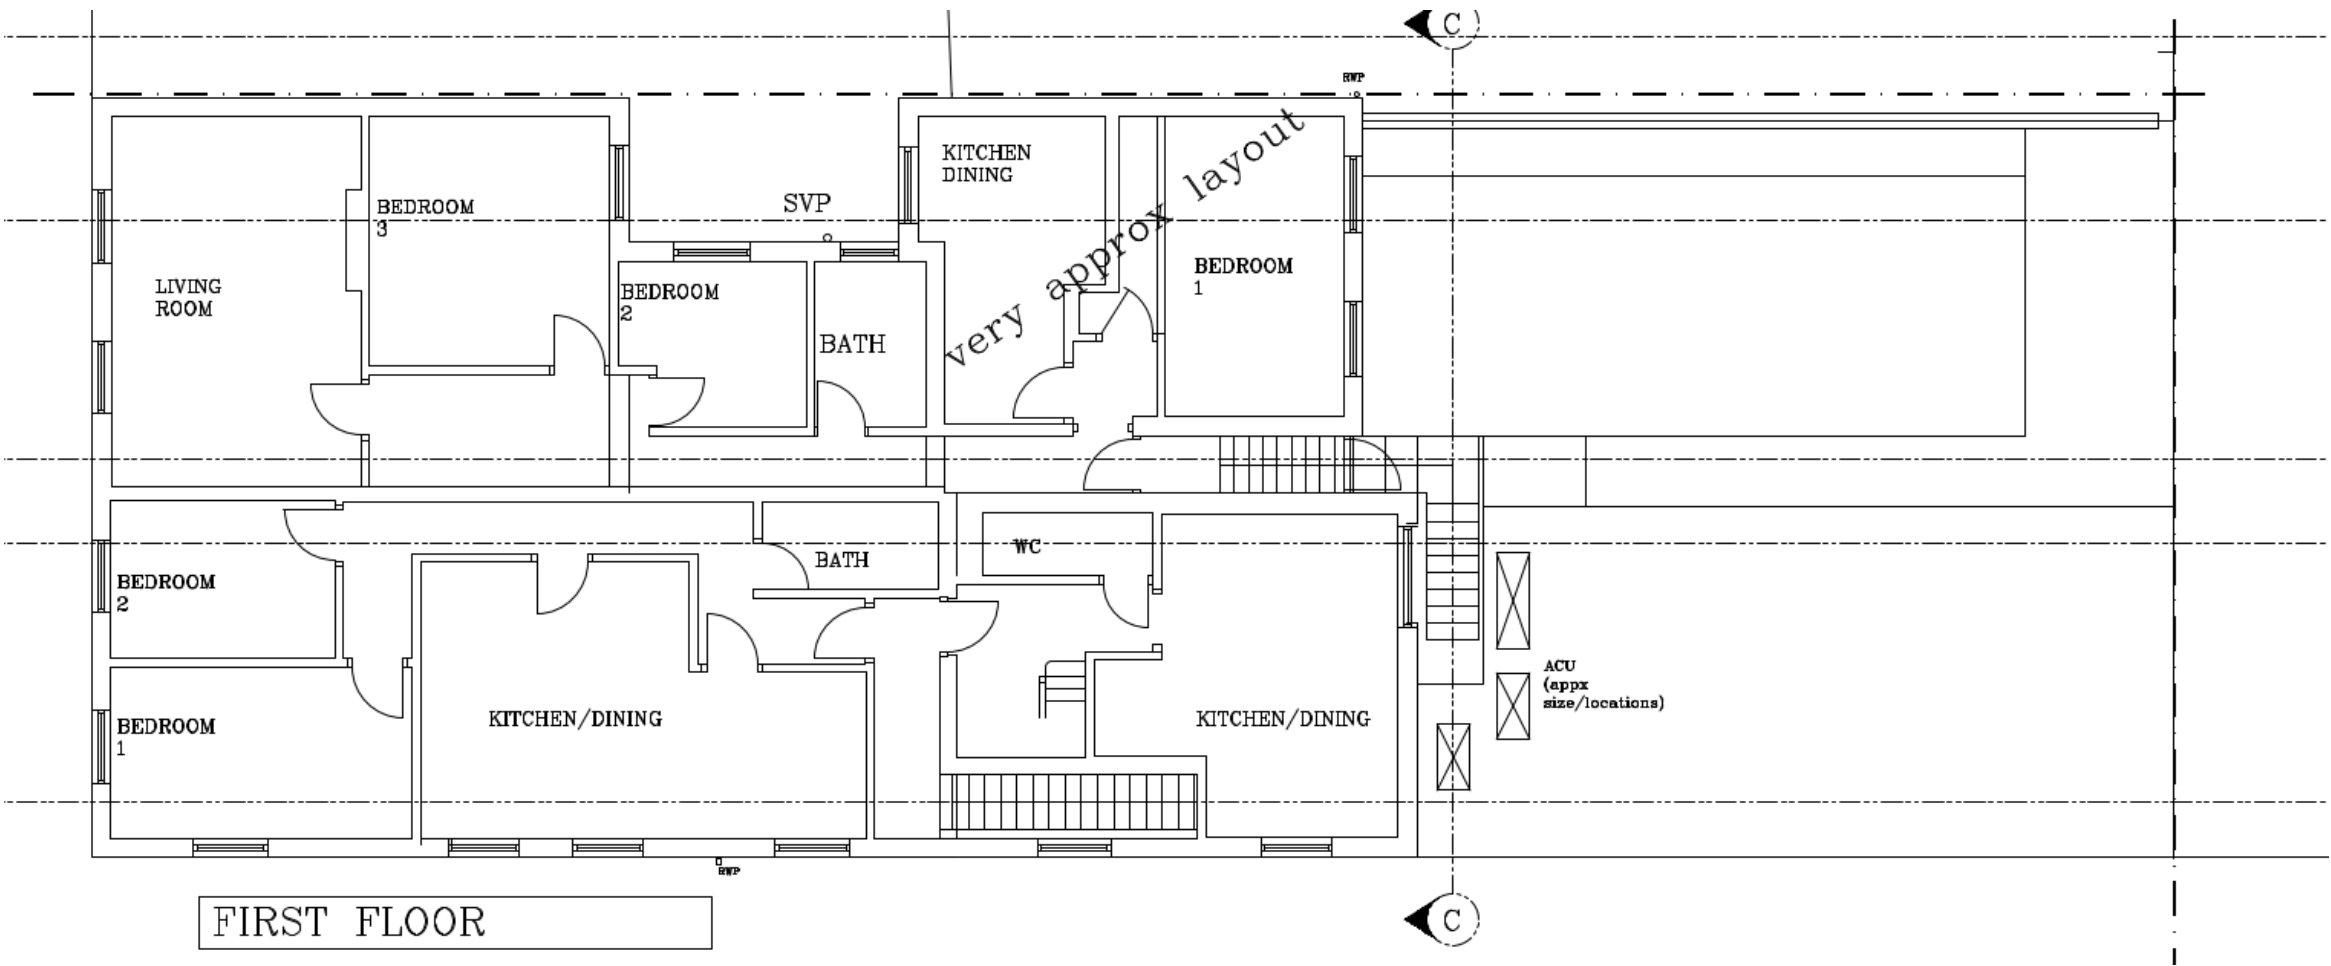 C
RWP
KITCHEN
DINING
very approx layout
SVP
BEDROOM
3
BEDROOM
1
LIVING
ROOM
BEDROOM
2
BATH
WC
BATH
BEDROOM
2
ACU
(appx
size/locations)
BEDROOM
1
KITCHEN/DINING
KITCHEN/DINING
RWP
FIRST FLOOR
C